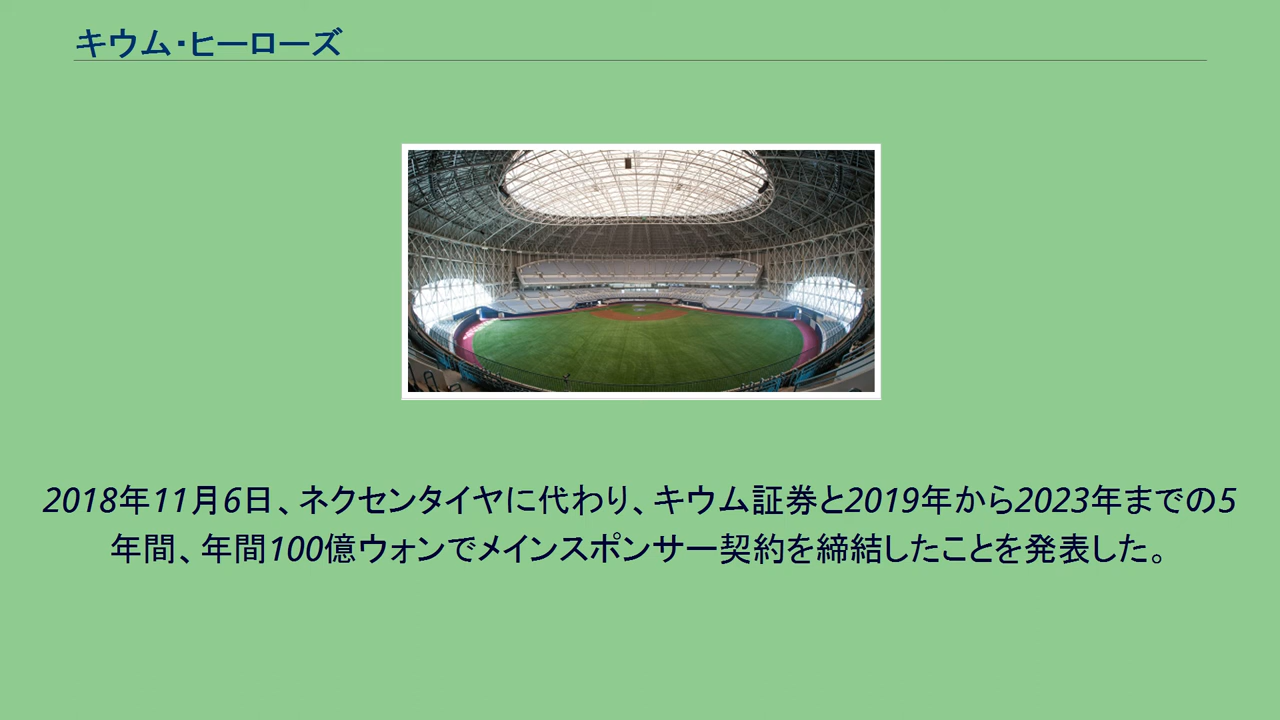 キウム・ヒーローズ
2018年11月6日、ネクセンタイヤに代わり、キウム証券と2019年から2023年までの5
年間、年間100億ウォンでメインスポンサー契約を締結したことを発表した。